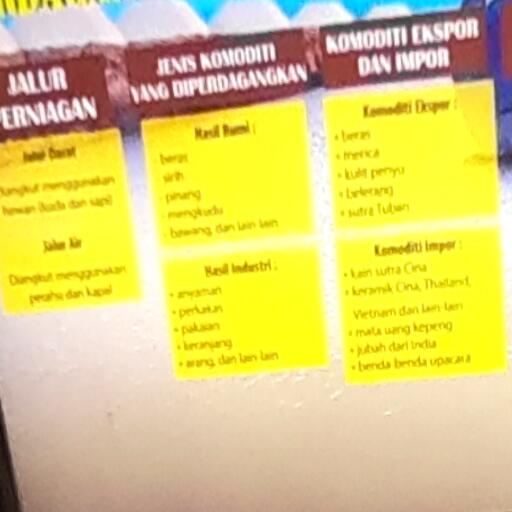 JALUR
PERNIAGAN
Jalur Darat
Diangkut menggunakan
hewan (kuda dan sapi)
Jalur Air
Diangkut menggunakan
perahu dan kapal
JENIS KOMODITI
YANG DIPERDAGANGKAN
Hasil Bumi :
beras
sirih
pinang
mengkudu
bawang, dan lain-lain
Hasil Industri :
• anyaman
• perkakas
• pakaian
• keranjang
• arang, dan lain-lain
KOMODITI EKSPOR
DAN IMPOR
Komoditi Ekspor :
• beras
• merica
• kulit penyu
• belerang
• sutra Tuban
Komoditi Impor :
• kain sutra Cina
• keramik Cina, Thailand,
Vietnam dan lain-lain
• mata uang kepeng
• jubah dari India
• benda-benda upacara